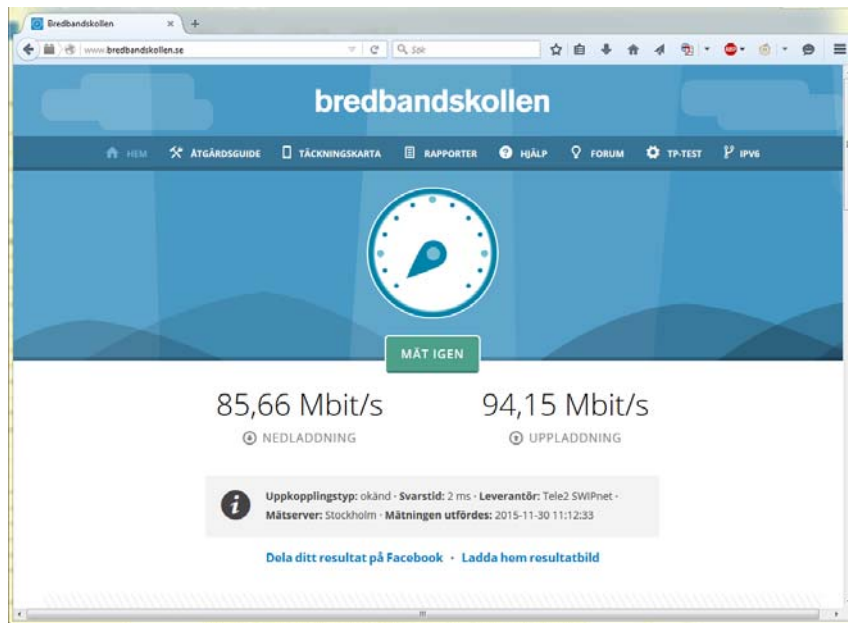 Bredbandskollen
www.bredbandskollen.se
Sök
bredbandskollen
HEM ÅTGÄRDSGUIDE TÄCKNINGSKARTA RAPPORTER HJÄLP FORUM TP-TEST IPV6
MÄT IGEN
85,66 Mbit/s 94,15 Mbit/s
NEDLADDNING UPPLADDNING
Uppkopplingstyp: okänd · Svarstid: 2 ms · Leverantör: Tele2 SWIPnet ·
Mätserver: Stockholm · Mätningen utfördes: 2015-11-30 11:12:33
Dela ditt resultat på Facebook · Ladda hem resultatbild